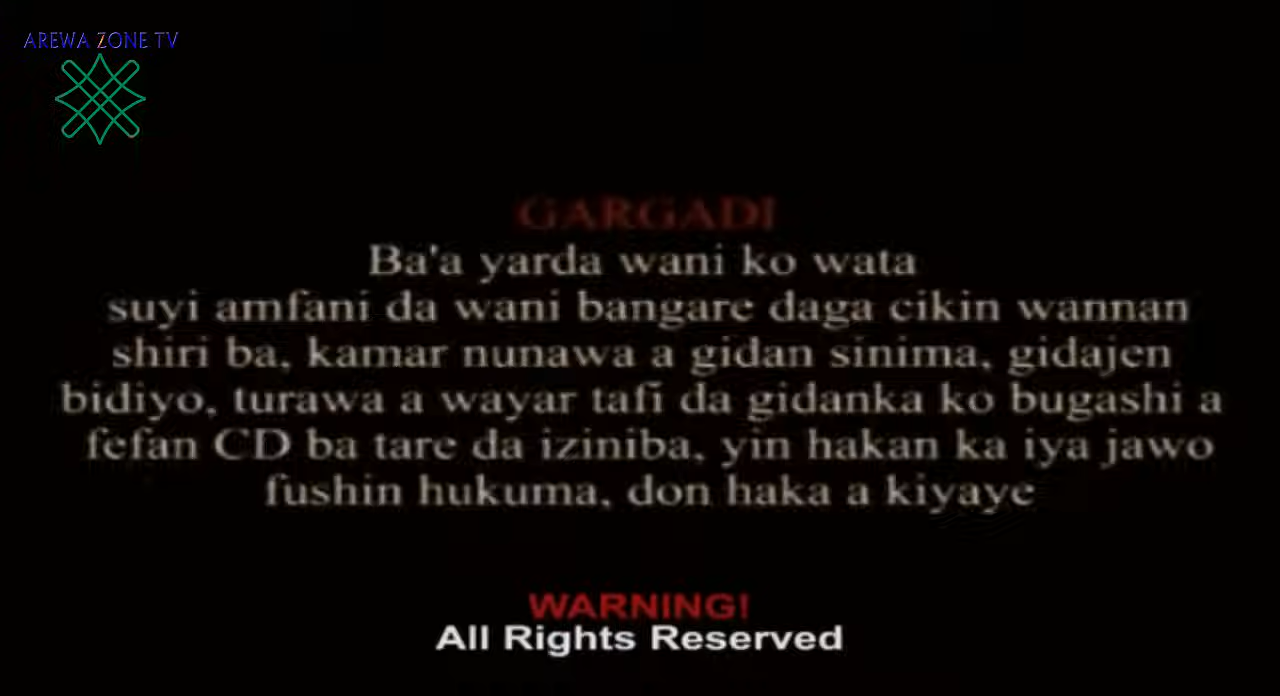 AREWA ZONE TV
GARGADI
Ba'a yarda wani ko wata
suyi amfani da wani bangare daga cikin wannan
shiri ba, kamar nunawa a gidan sinima, gidajen
bidiyo, turawa a wayar tafi da gidanka ko bugashi a
fefan CD ba tare da iziniba, yin hakan ka iya jawo
fushin hukuma, don haka a kiyaye
WARNING!
All Rights Reserved